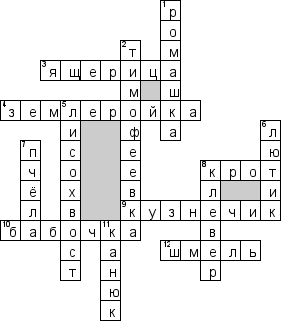 1 р
о
2 т м
3 я щ е р и ц а
м ш
4 з е м 5 л е р о й к а
и ф а 6 л
7 п с е ю
ч о е 8 к р о т
ё х в л и
л в 9 к у з н е ч и к
10 б а б о ч 11 к а в
с а 12 ш м е л ь
т н р
ю
к